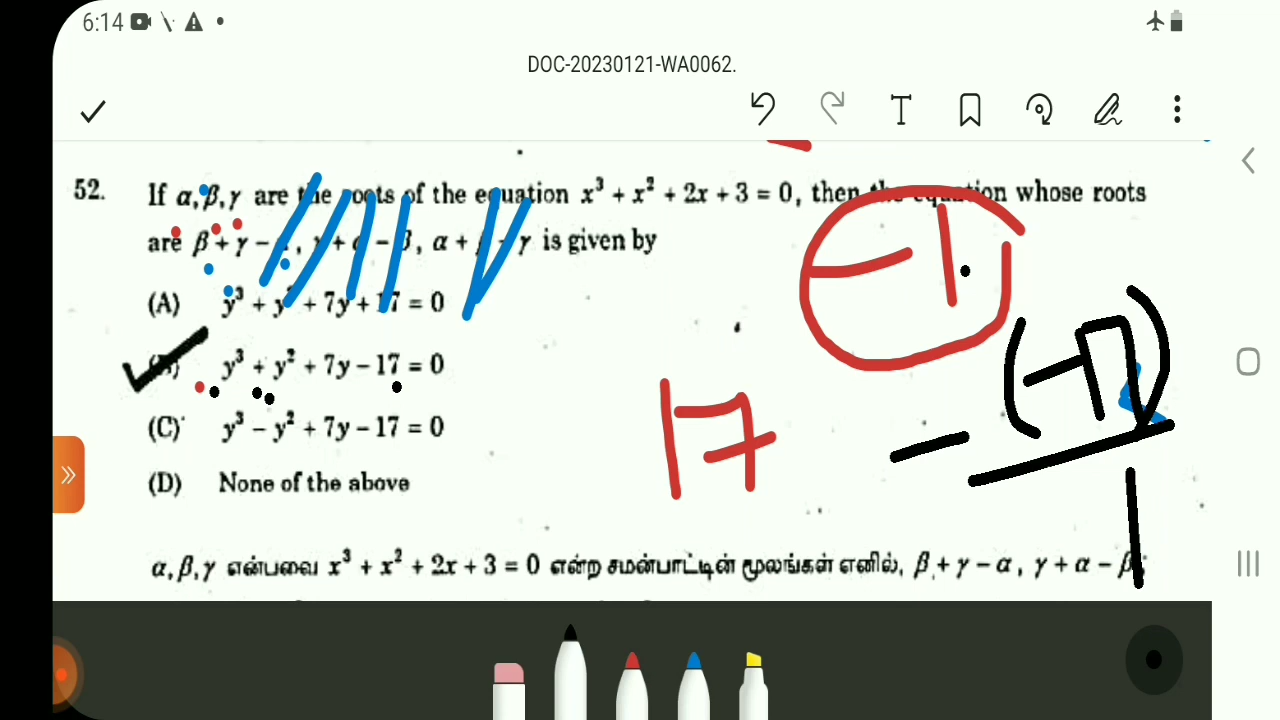 6:14
DOC-20230121-WA0062.
T
52. If α,β,γ are the roots of the equation x³ + x² + 2x + 3 = 0, then the equation whose roots
are β + γ − α, γ + α − β, α + β − γ is given by
(A) y³ + y² + 7y + 17 = 0
− 1
(B) y³ + y² + 7y − 17 = 0
(C) y³ − y² + 7y − 17 = 0
17
− (−17)
1
(D) None of the above
α, β, γ என்பவை x³ + x² + 2x + 3 = 0 என்ற சமன்பாட்டின் மூலங்கள் எனில், β + γ − α, γ + α − β,